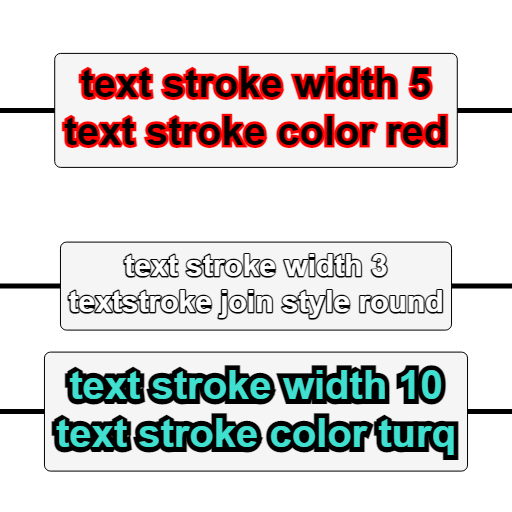 text stroke width 5
text stroke color red
text stroke width 3
textstroke join style round
text stroke width 10
text stroke color turq